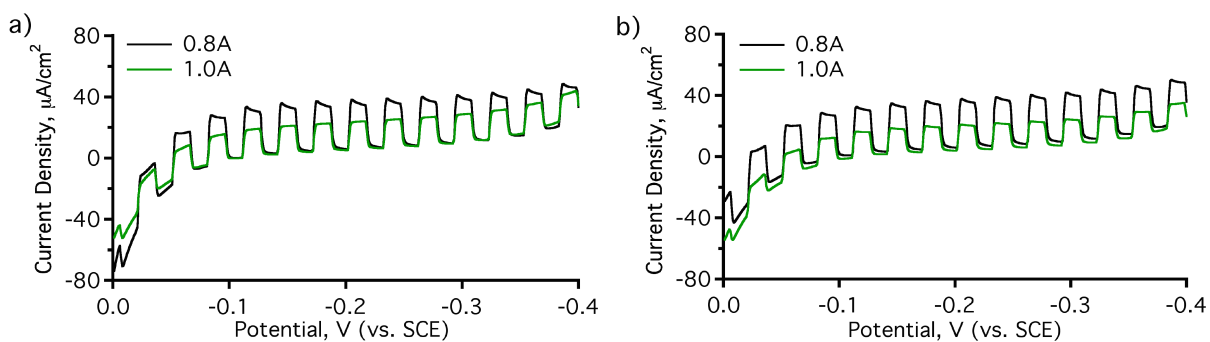 a)
80
40
0
-40
-80
Current Density, μA/cm²
0.8A
1.0A
0.0
-0.1
-0.2
-0.3
-0.4
Potential, V (vs. SCE)
b)
80
40
0
-40
-80
Current Density, μA/cm²
0.8A
1.0A
0.0
-0.1
-0.2
-0.3
-0.4
Potential, V (vs. SCE)